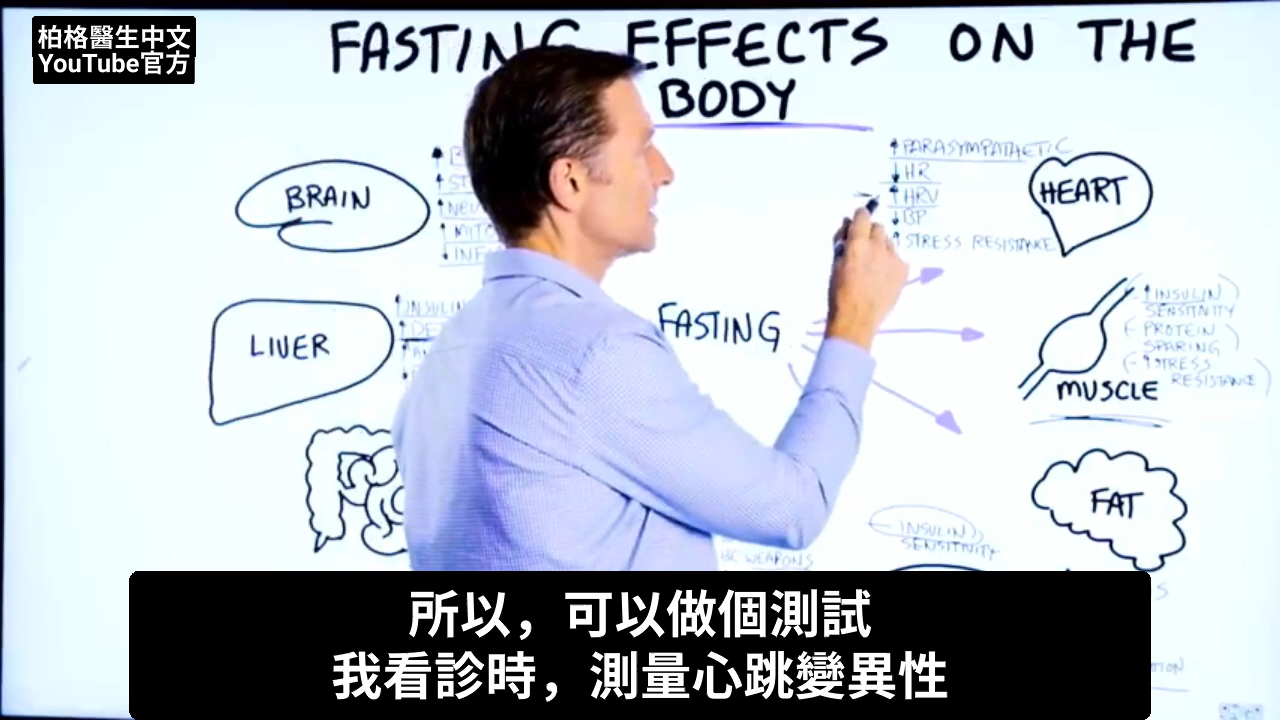 柏格醫生中文
YouTube官方
FASTING EFFECTS ON THE
BODY
BRAIN
↑PARASYMPATHETIC
↓HR
↑HRV
↓BP
↑STRESS RESISTANCE
HEART
LIVER
↑INSULIN
FASTING
↑INSULIN
SENSITIVITY
PROTEIN
SPARING
↑STRESS
RESISTANCE
MUSCLE
FAT
INSULIN
SENSITIVITY
WEAPONS
所以，可以做個測試
我看診時，測量心跳變異性